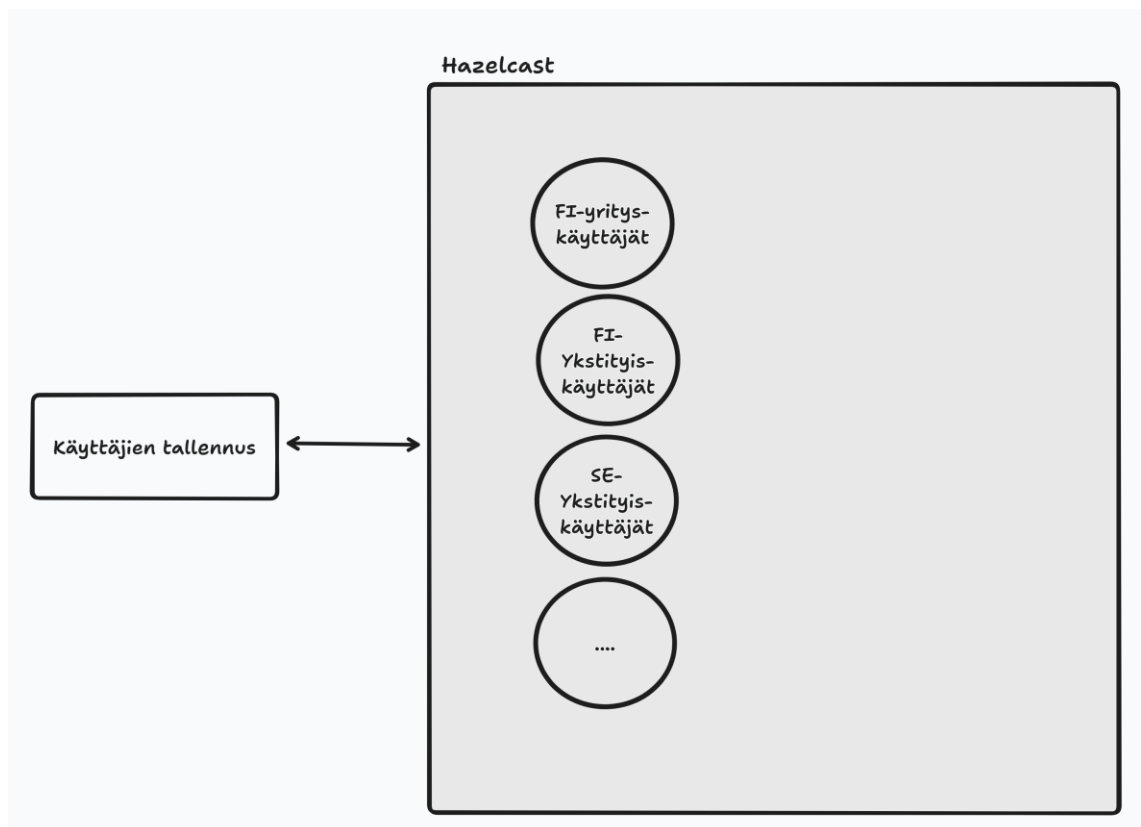 Hazelcast
FI-yritys-
käyttäjät
FI-
Ykstityis-
käyttäjät
Käyttäjien tallennus
SE-
Ykstityis-
käyttäjät
....